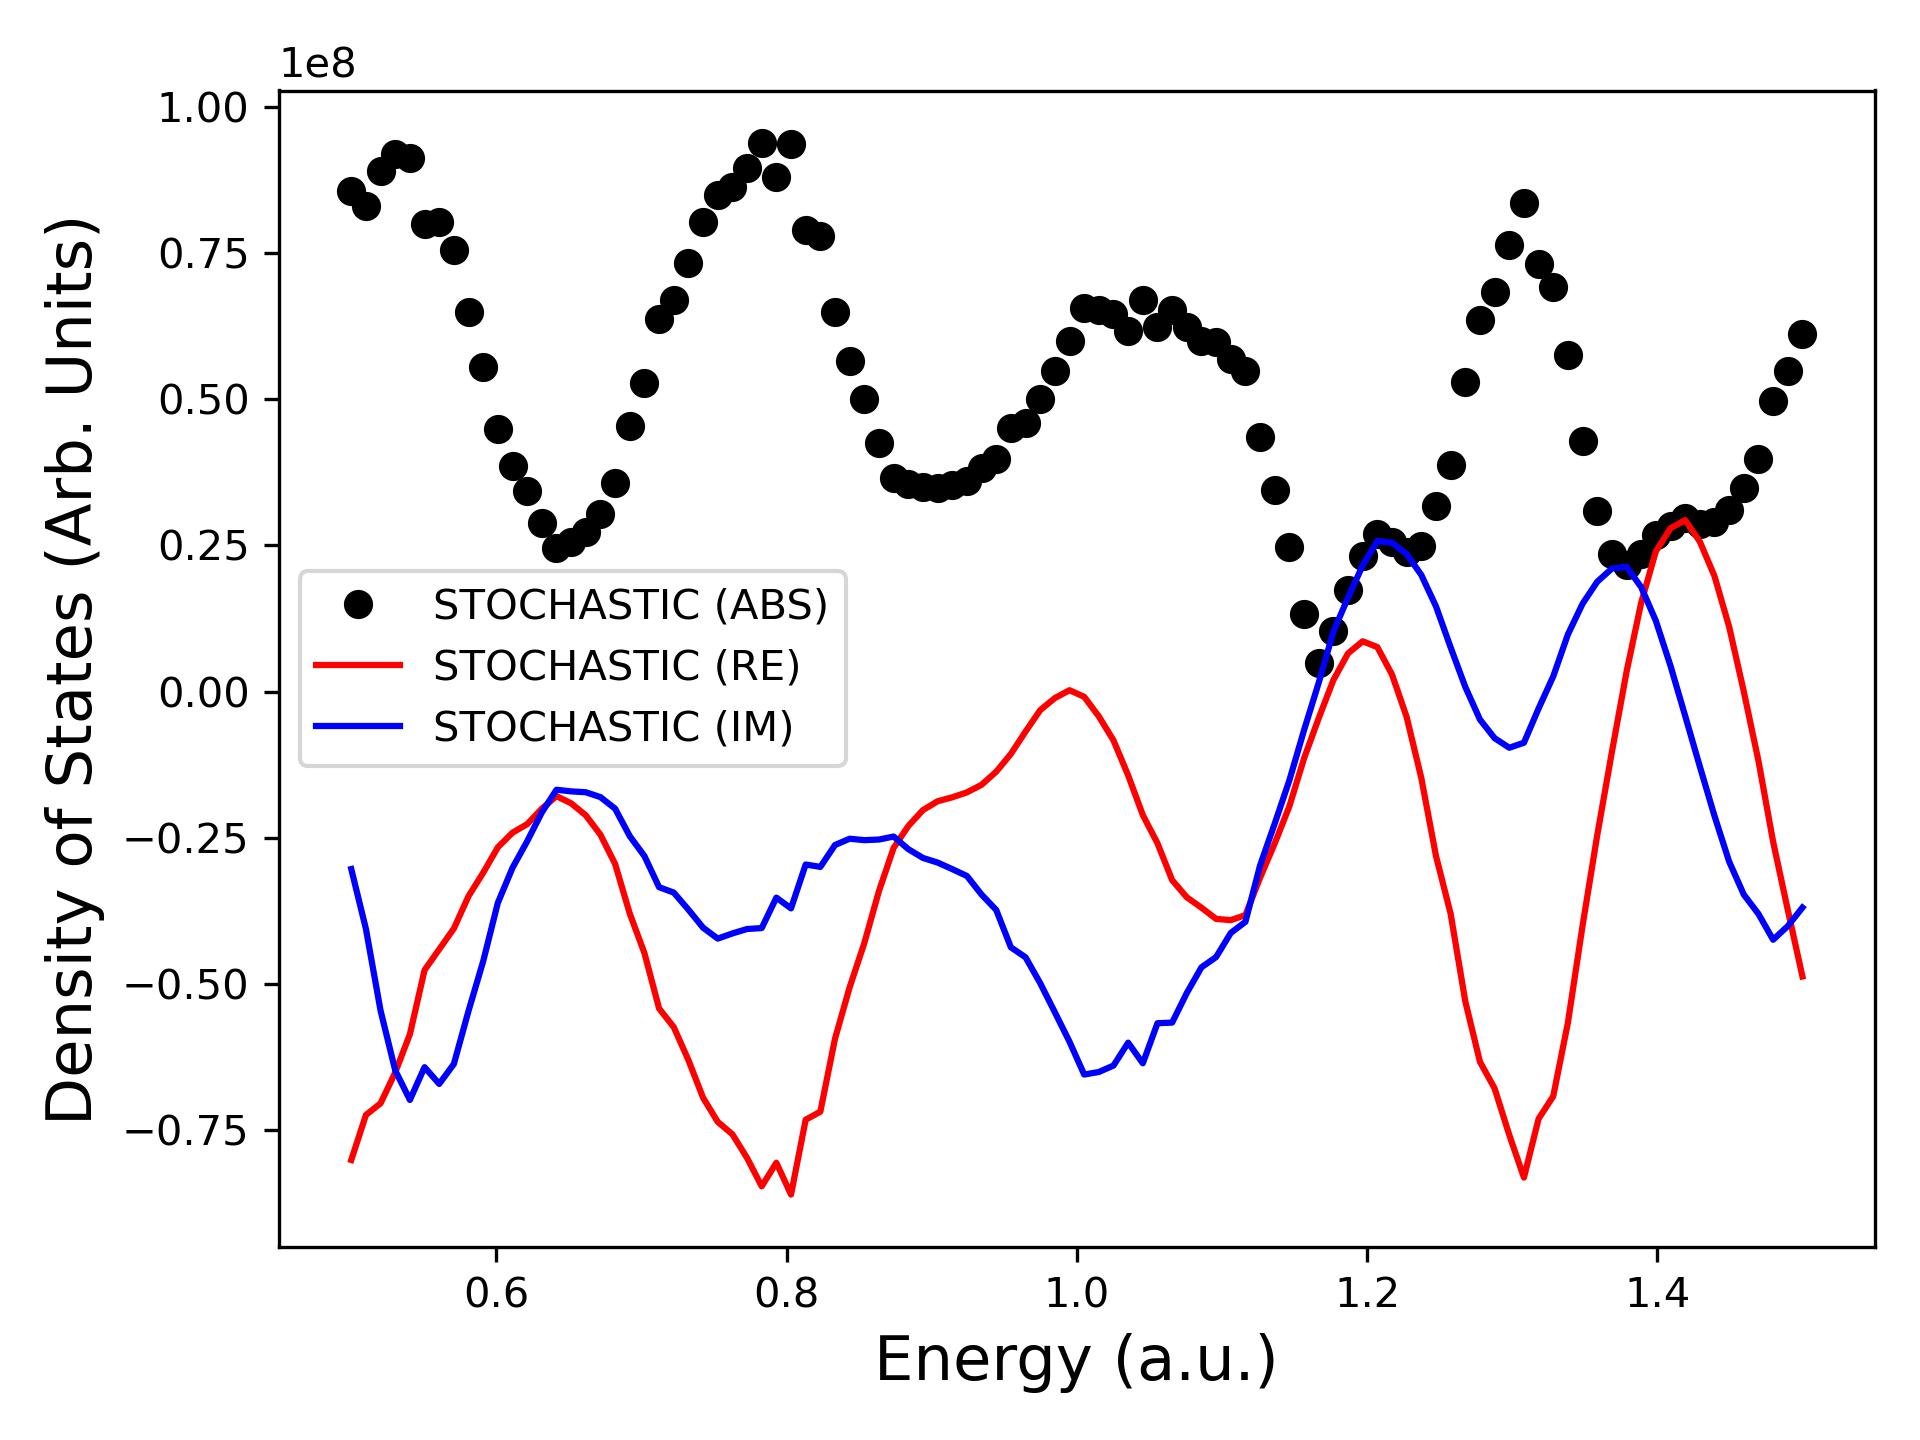 1e8
1.00
0.75
0.50
0.25
0.00
−0.25
−0.50
−0.75
Density of States (Arb. Units)
STOCHASTIC (ABS)
STOCHASTIC (RE)
STOCHASTIC (IM)
0.6 0.8 1.0 1.2 1.4
Energy (a.u.)